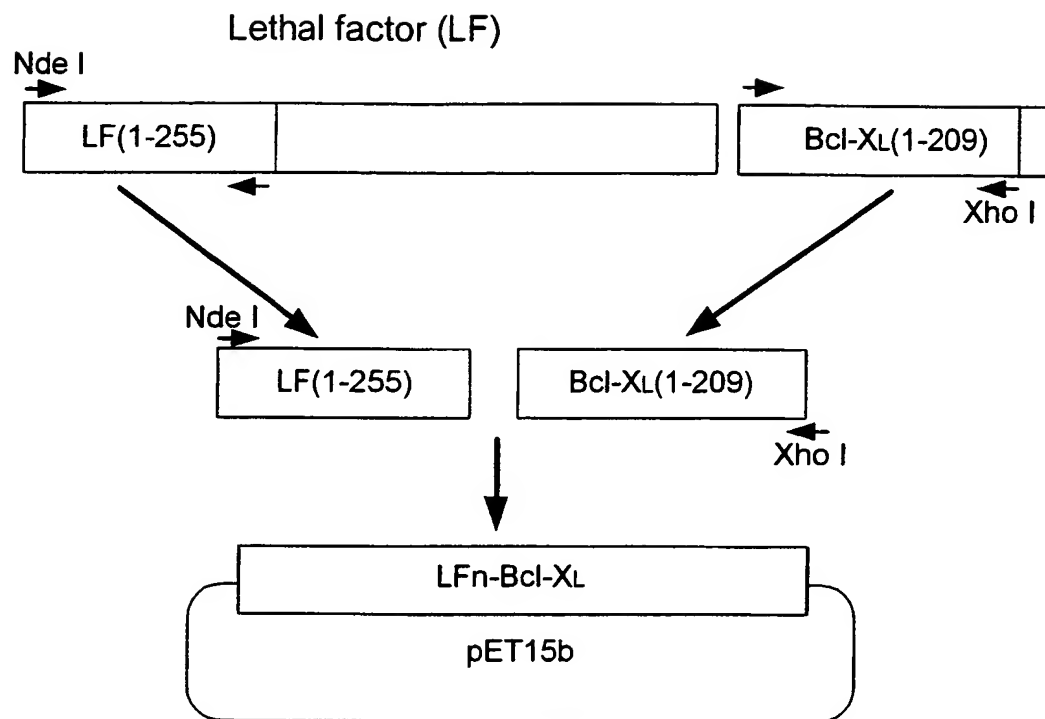 Lethal factor (LF)
Nde I
LF(1-255)
Bcl-XL(1-209)
Xho I
Nde I
LF(1-255)
Bcl-XL(1-209)
Xho I
LFn-Bcl-XL
pET15b